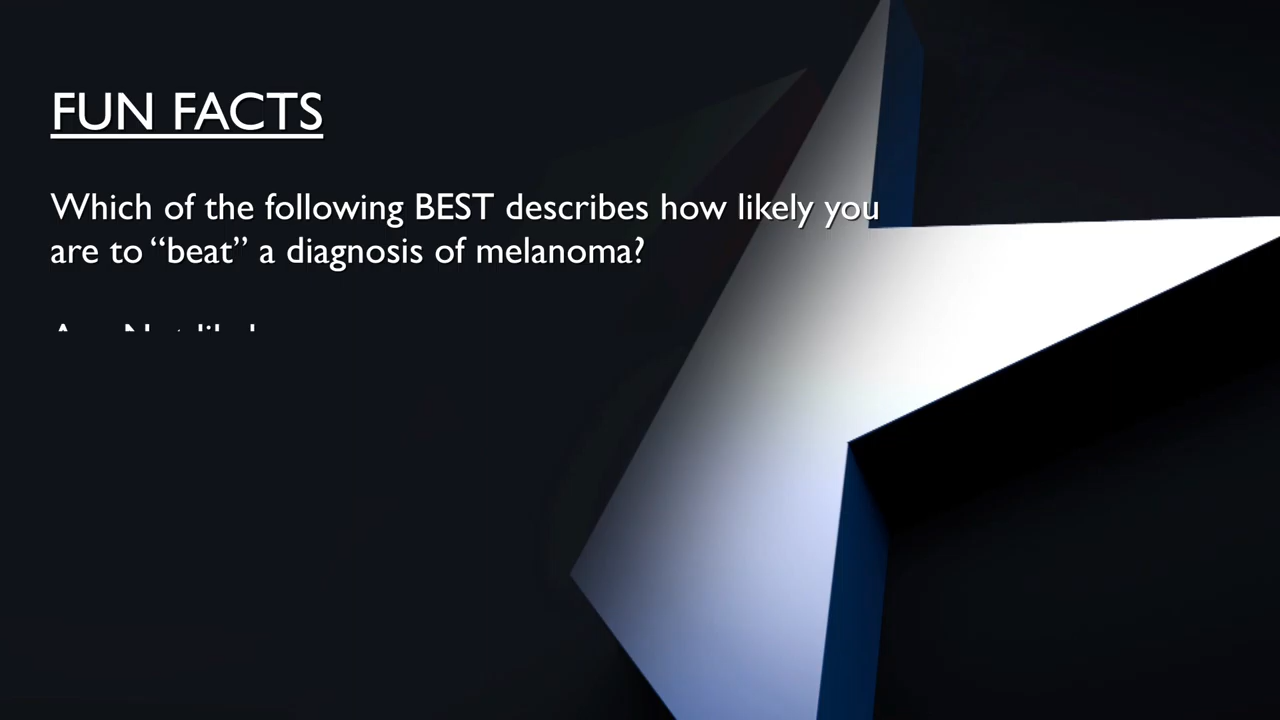 FUN FACTS
Which of the following BEST describes how likely you
are to “beat” a diagnosis of melanoma?